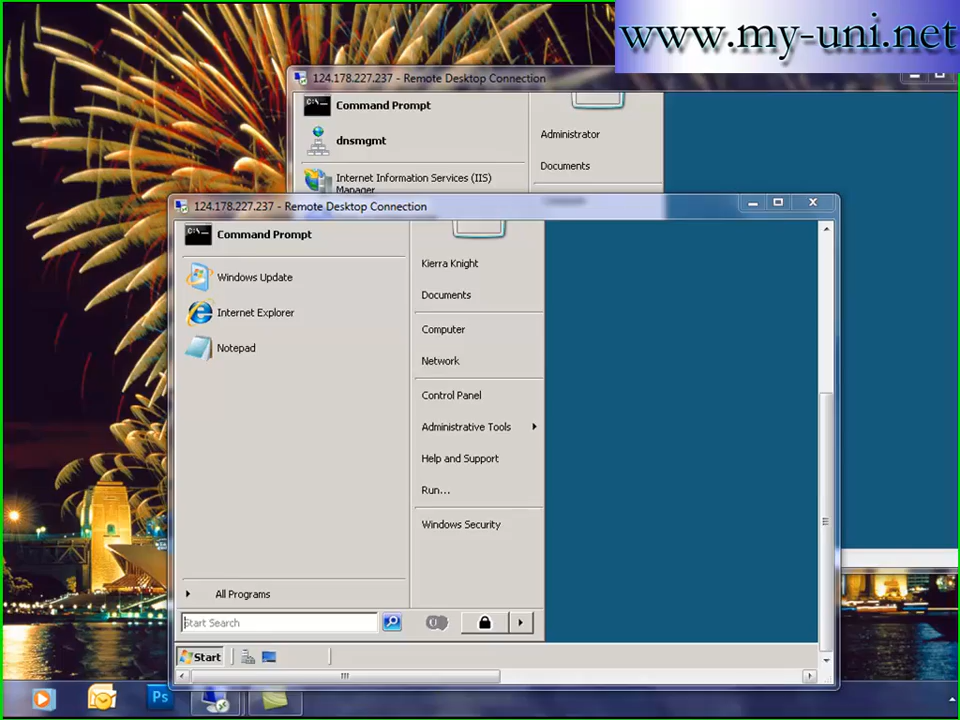 www.my-uni.net
124.178.227.237 - Remote Desktop Connection
C:\
Command Prompt
dnsmgmt
Internet Information Services (IIS)
Manager
Administrator
Documents
124.178.227.237 - Remote Desktop Connection
C:\
Command Prompt
Windows Update
Internet Explorer
Notepad
All Programs
Start Search
Kierra Knight
Documents
Computer
Network
Control Panel
Administrative Tools
Help and Support
Run...
Windows Security
Start
Ps